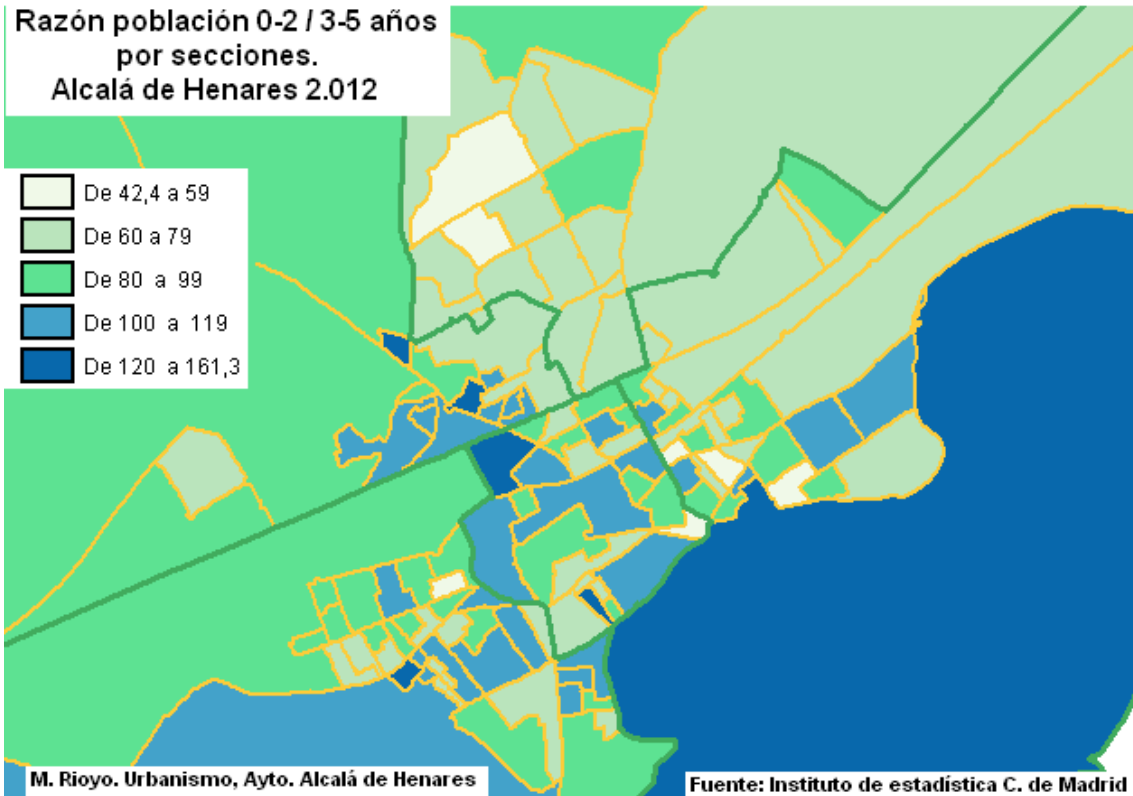 Razón población 0-2 / 3-5 años
por secciones.
Alcalá de Henares 2.012
De 42,4 a 59
De 60 a 79
De 80 a 99
De 100 a 119
De 120 a 161,3
M. Rioyo. Urbanismo, Ayto. Alcalá de Henares
Fuente: Instituto de estadística C. de Madrid